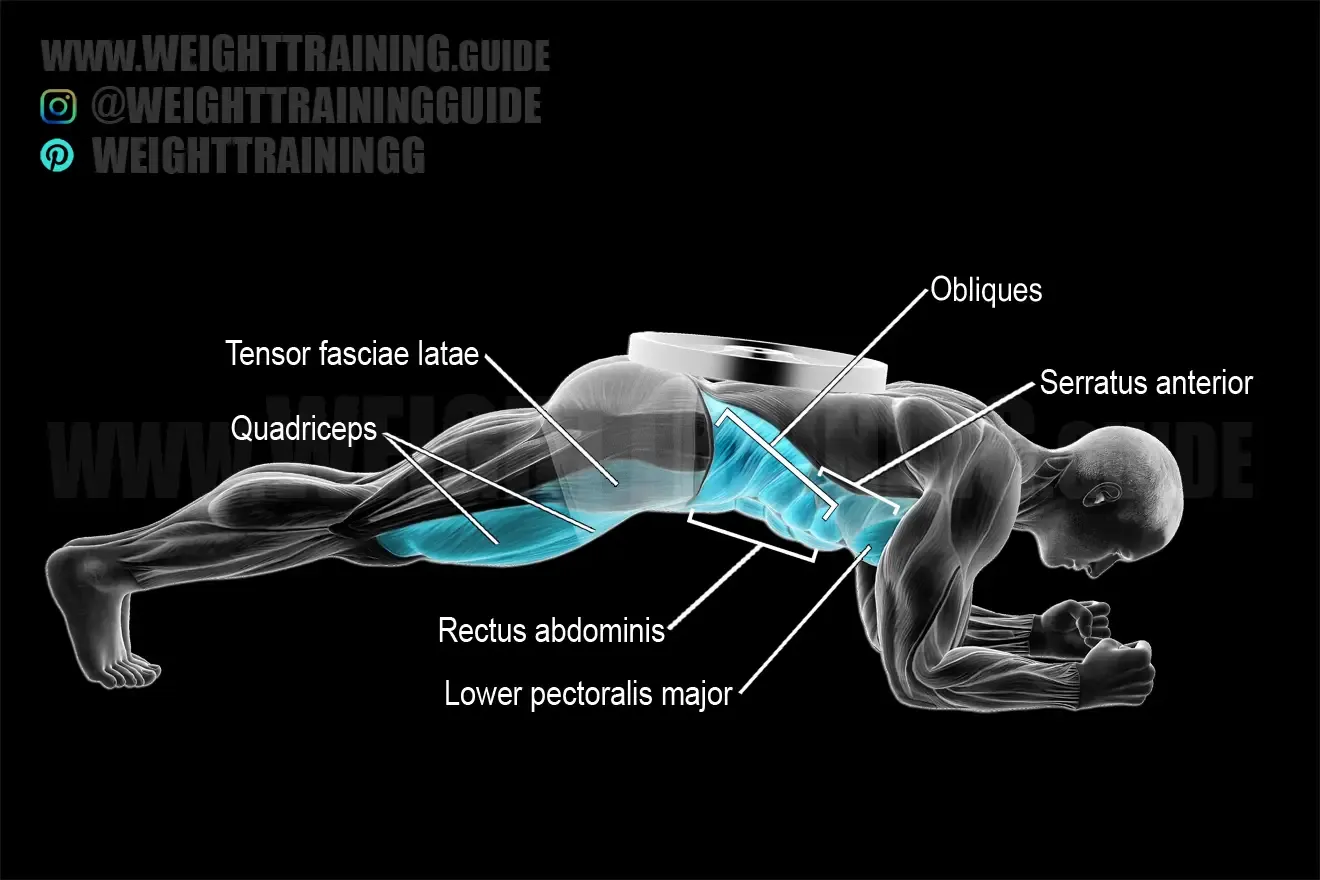 WWW.WEIGHTTRAINING.GUIDE
@WEIGHTTRAININGGUIDE
WEIGHTTRAININGG
Obliques
Tensor fasciae latae
Serratus anterior
Quadriceps
WWW.WEIGHTTRAINING.GUIDE
Rectus abdominis
Lower pectoralis major